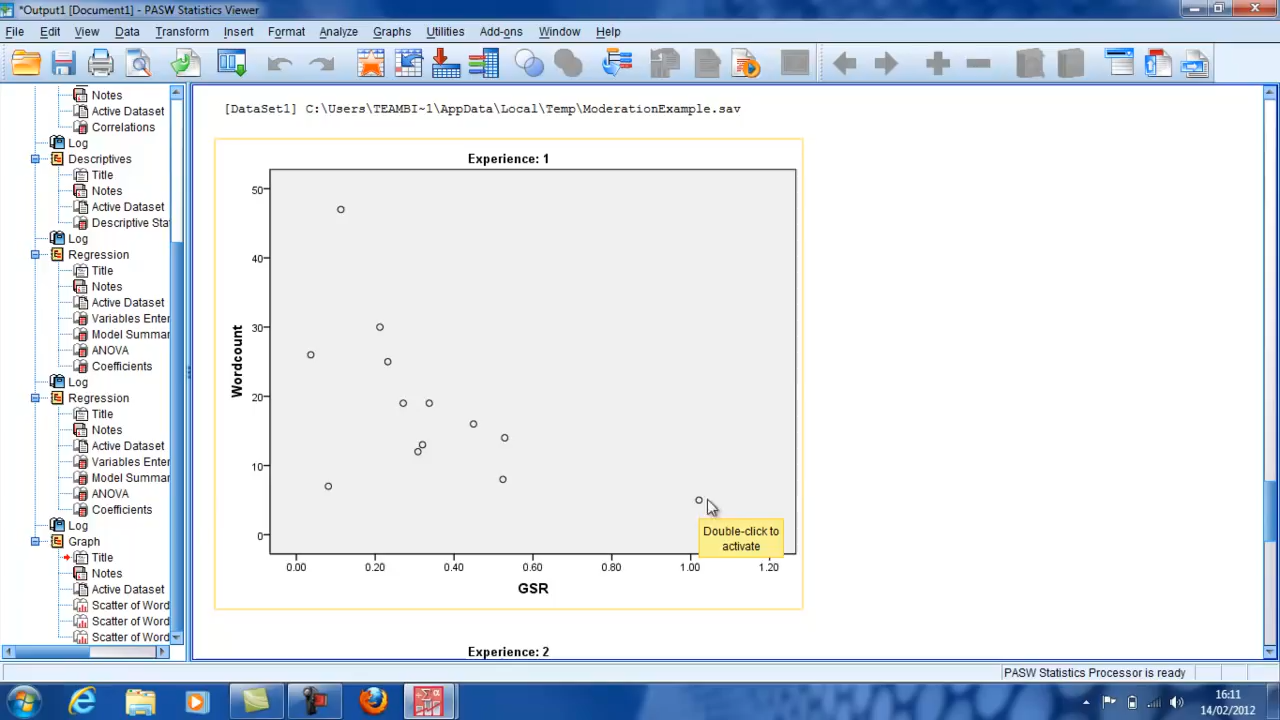 *Output1 [Document1] - PASW Statistics Viewer
File Edit View Data Transform Insert Format Analyze Graphs Utilities Add-ons Window Help
Notes
Active Dataset
Correlations
Log
Descriptives
Title
Notes
Active Dataset
Descriptive Sta
Log
Regression
Title
Notes
Active Dataset
Variables Enter
Model Summar
ANOVA
Coefficients
Log
Regression
Title
Notes
Active Dataset
Variables Enter
Model Summar
ANOVA
Coefficients
Log
Graph
Title
Notes
Active Dataset
Scatter of Word
Scatter of Word
Scatter of Word
[DataSet1] C:\Users\TEAMBI~1\AppData\Local\Temp\ModerationExample.sav
Experience: 1
50
40
30
20
10
0
Wordcount
0.00 0.20 0.40 0.60 0.80 1.00 1.20
GSR
Double-click to
activate
Experience: 2
PASW Statistics Processor is ready
16:11
14/02/2012